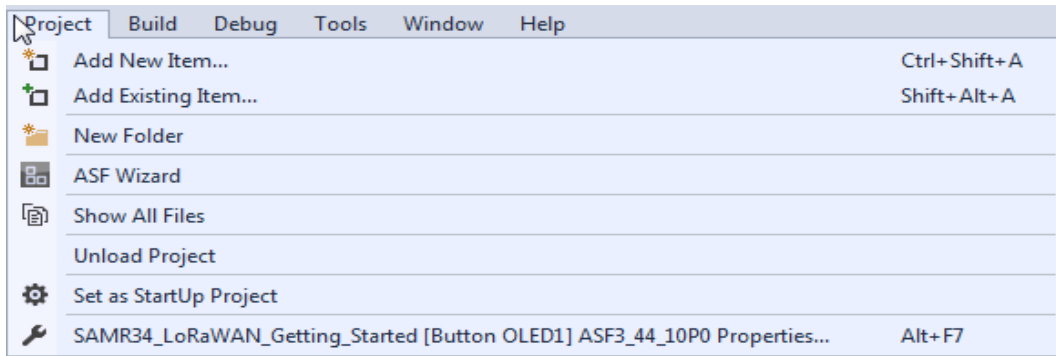 Project Build Debug Tools Window Help
Add New Item... Ctrl+Shift+A
Add Existing Item... Shift+Alt+A
New Folder
ASF Wizard
Show All Files
Unload Project
Set as StartUp Project
SAMR34_LoRaWAN_Getting_Started [Button OLED1] ASF3_44_10P0 Properties... Alt+F7